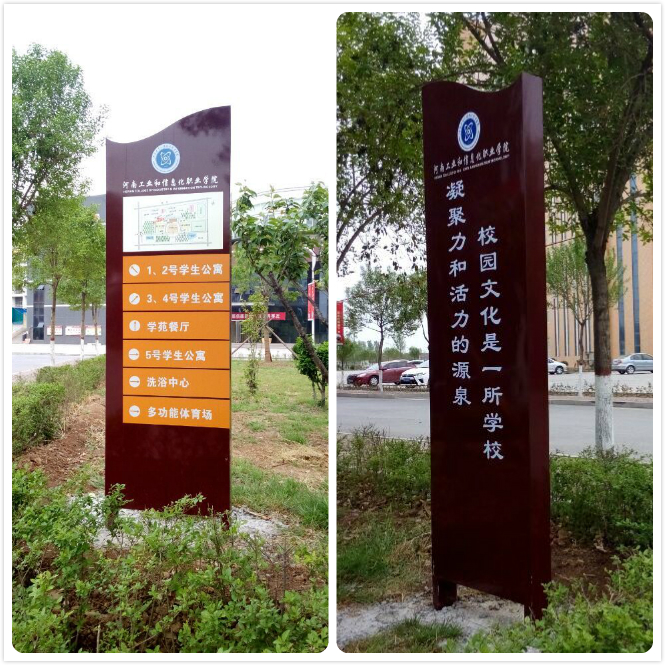 河南工业和信息化职业学院
1、2号学生公寓
3、4号学生公寓
学苑餐厅
5号学生公寓
洗浴中心
多功能体育场
河南工业和信息化职业学院
校园文化是一所学校
凝聚力和活力的源泉